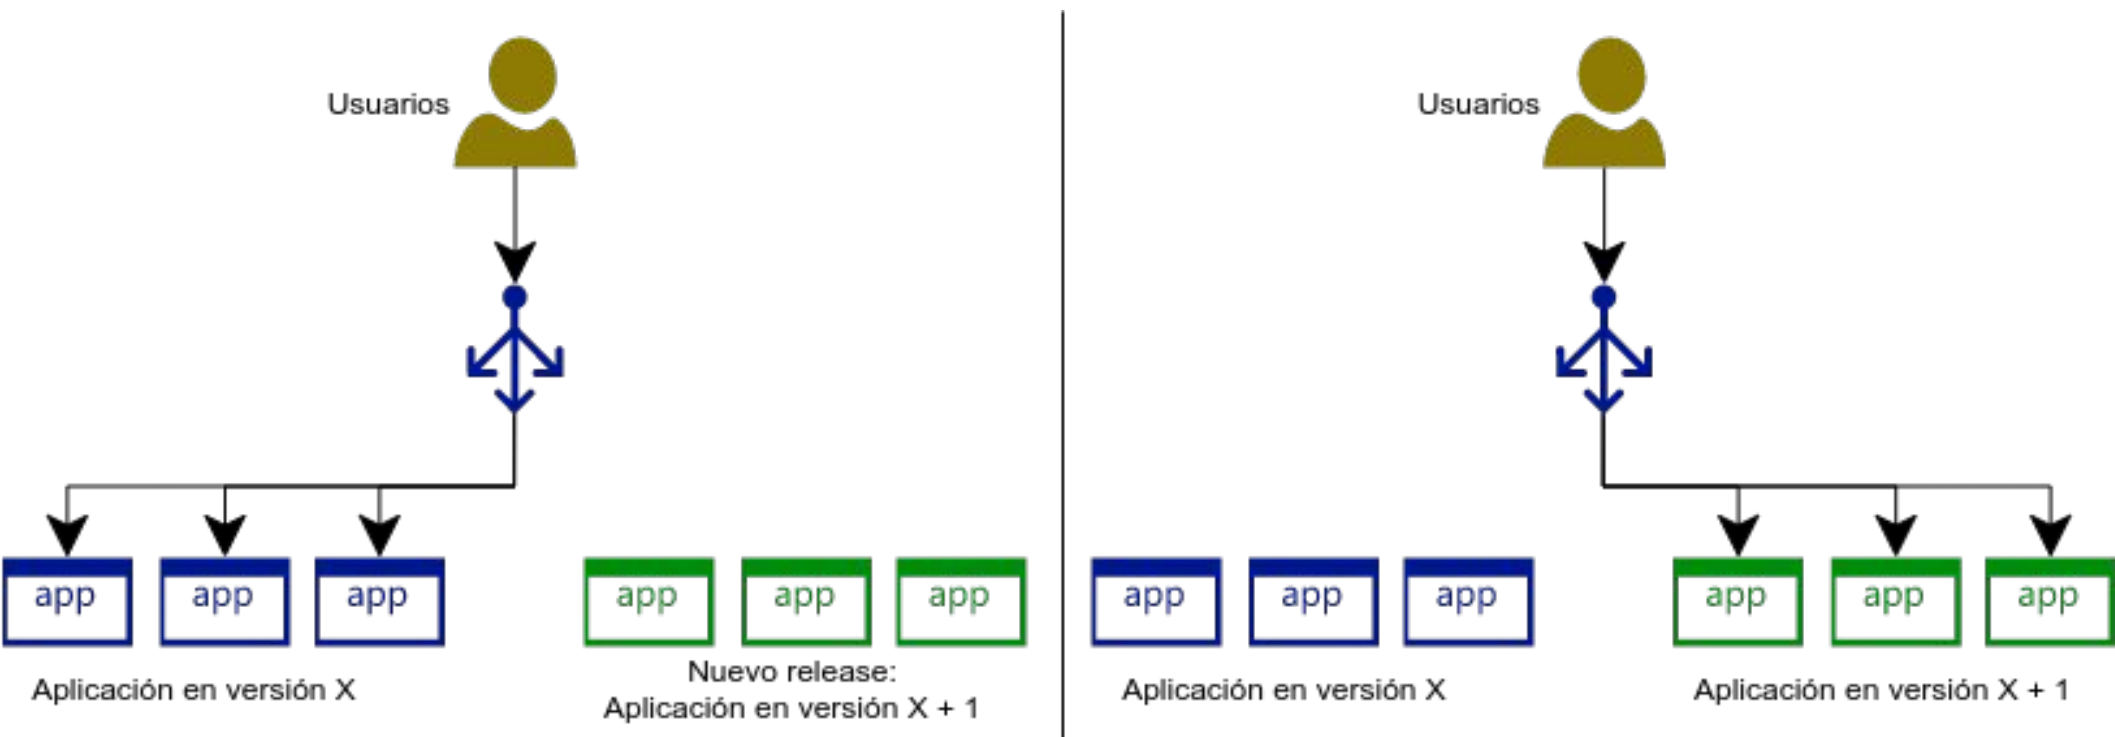 Usuarios
app
app
app
app
app
app
Aplicación en versión X
Nuevo release:
Aplicación en versión X + 1
Usuarios
app
app
app
app
app
app
Aplicación en versión X
Aplicación en versión X + 1